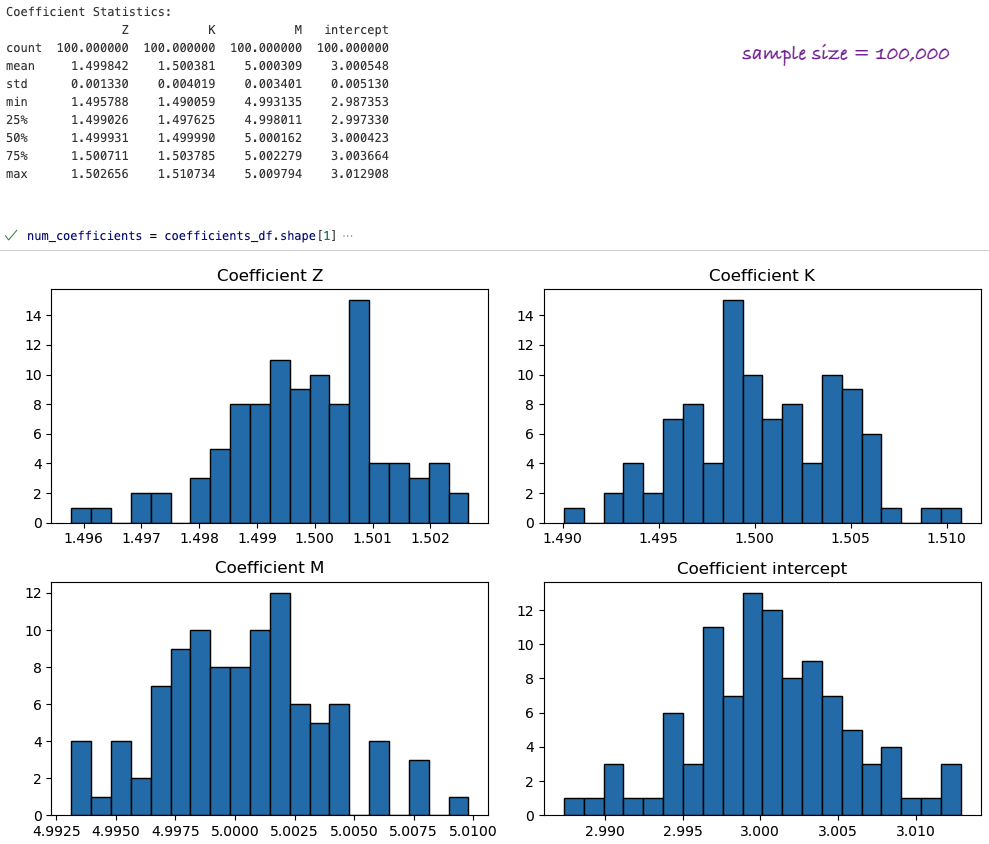 Coefficient Statistics:
Z K M intercept
count 100.000000 100.000000 100.000000 100.000000
mean 1.499842 1.500381 5.000309 3.000548
std 0.001330 0.004019 0.003401 0.005130
min 1.495788 1.490059 4.993135 2.987353
25% 1.499026 1.497625 4.998011 2.997330
50% 1.499931 1.499990 5.000162 3.000423
75% 1.500711 1.503785 5.002279 3.003664
max 1.502656 1.510734 5.009794 3.012908
sample size = 100,000
num_coefficients = coefficients_df.shape[1] ...
Coefficient Z
14
12
10
8
6
4
2
0
1.496 1.497 1.498 1.499 1.500 1.501 1.502
Coefficient K
14
12
10
8
6
4
2
0
1.490 1.495 1.500 1.505 1.510
Coefficient M
12
10
8
6
4
2
0
4.9925 4.9950 4.9975 5.0000 5.0025 5.0050 5.0075 5.0100
Coefficient intercept
12
10
8
6
4
2
0
2.990 2.995 3.000 3.005 3.010